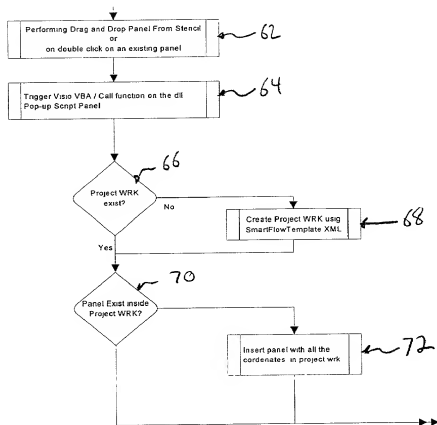 Performing Drag and Drop Panel From Stencil
or
on double click on an existing panel
62
Trigger Visio VBA / Call function on the dll
Pop-up Script Panel
64
66
Project WRK
exist?
No
Create Project WRK usig
SmartFlowTemplate XML
68
Yes
70
Panel Exist inside
Project WRK?
Insert panel with all the
cordenates in project wrk
72